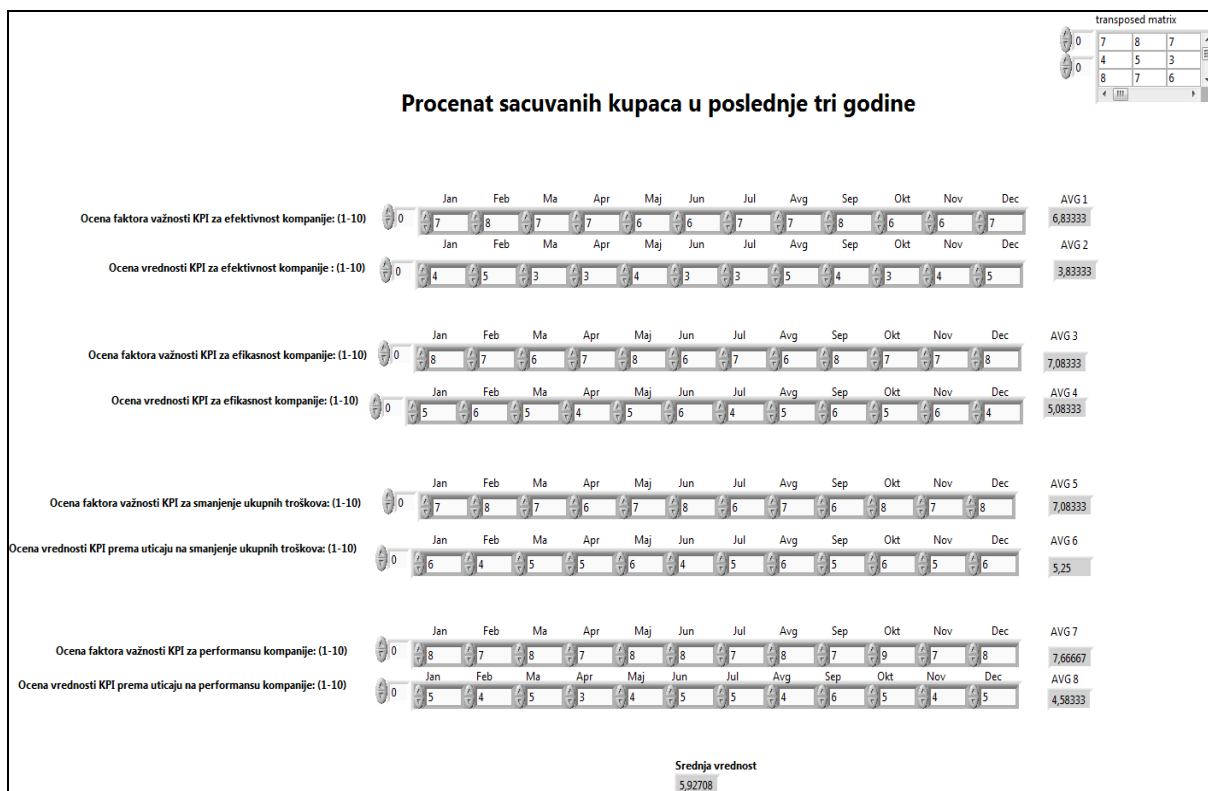 transposed matrix
0 7 8 7
0 4 5 3
8 7 6
Procenat sacuvanih kupaca u poslednje tri godine
Jan Feb Ma Apr Maj Jun Jul Avg Sep Okt Nov Dec AVG 1
Ocena faktora važnosti KPI za efektivnost kompanije: (1-10) 0 7 8 7 7 6 6 7 7 8 6 6 7 6,83333
Jan Feb Ma Apr Maj Jun Jul Avg Sep Okt Nov Dec AVG 2
Ocena vrednosti KPI za efektivnost kompanije : (1-10) 0 4 5 3 3 4 3 3 5 4 3 4 5 3,83333
Jan Feb Ma Apr Maj Jun Jul Avg Sep Okt Nov Dec AVG 3
Ocena faktora važnosti KPI za efikasnost kompanije: (1-10) 0 8 7 6 7 8 6 7 6 8 7 7 8 7,08333
Jan Feb Ma Apr Maj Jun Jul Avg Sep Okt Nov Dec AVG 4
Ocena vrednosti KPI za efikasnost kompanije: (1-10) 0 5 6 5 4 5 6 4 5 6 5 6 4 5,08333
Jan Feb Ma Apr Maj Jun Jul Avg Sep Okt Nov Dec AVG 5
Ocena faktora važnosti KPI za smanjenje ukupnih troškova: (1-10) 0 7 8 7 6 7 8 6 7 6 8 7 8 7,08333
Jan Feb Ma Apr Maj Jun Jul Avg Sep Okt Nov Dec AVG 6
Ocena vrednosti KPI prema uticaju na smanjenje ukupnih troškova: (1-10) 0 6 4 5 5 6 4 5 6 5 6 5 6 5,25
Jan Feb Ma Apr Maj Jun Jul Avg Sep Okt Nov Dec AVG 7
Ocena faktora važnosti KPI za performansu kompanije: (1-10) 0 8 7 8 7 8 8 7 8 7 9 7 8 7,66667
Jan Feb Ma Apr Maj Jun Jul Avg Sep Okt Nov Dec AVG 8
Ocena vrednosti KPI prema uticaju na performansu kompanije: (1-10) 0 5 4 5 3 4 5 5 4 6 5 4 5 4,58333
Srednja vrednost
5,92708